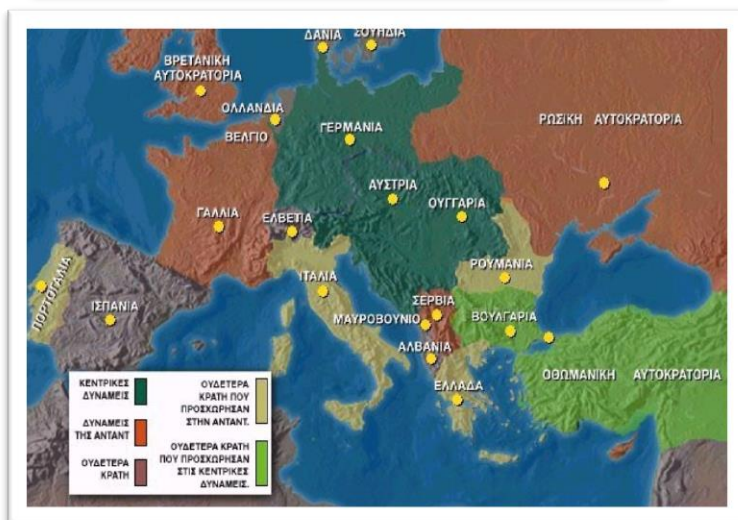 ΔΑΝΙΑ
ΣΟΥΗΔΙΑ
ΒΡΕΤΑΝΙΚΗ
ΑΥΤΟΚΡΑΤΟΡΙΑ
ΟΛΛΑΝΔΙΑ
ΒΕΛΓΙΟ
ΓΕΡΜΑΝΙΑ
ΡΩΣΙΚΗ ΑΥΤΟΚΡΑΤΟΡΙΑ
ΑΥΣΤΡΙΑ
ΟΥΓΓΑΡΙΑ
ΓΑΛΛΙΑ
ΕΛΒΕΤΙΑ
ΡΟΥΜΑΝΙΑ
ΙΤΑΛΙΑ
ΠΟΡΤΟΓΑΛΙΑ
ΙΣΠΑΝΙΑ
ΣΕΡΒΙΑ
ΜΑΥΡΟΒΟΥΝΙΟ
ΒΟΥΛΓΑΡΙΑ
ΑΛΒΑΝΙΑ
ΕΛΛΑΔΑ
ΟΘΩΜΑΝΙΚΗ ΑΥΤΟΚΡΑΤΟΡΙΑ
ΚΕΝΤΡΙΚΕΣ
ΔΥΝΑΜΕΙΣ
ΔΥΝΑΜΕΙΣ
ΤΗΣ ΑΝΤΑΝΤ
ΟΥΔΕΤΕΡΑ
ΚΡΑΤΗ
ΟΥΔΕΤΕΡΑ
ΚΡΑΤΗ ΠΟΥ
ΠΡΟΣΧΩΡΗΣΑΝ
ΣΤΗΝ ΑΝΤΑΝΤ.
ΟΥΔΕΤΕΡΑ ΚΡΑΤΗ
ΠΟΥ ΠΡΟΣΧΩΡΗΣΑΝ
ΣΤΙΣ ΚΕΝΤΡΙΚΕΣ
ΔΥΝΑΜΕΙΣ.